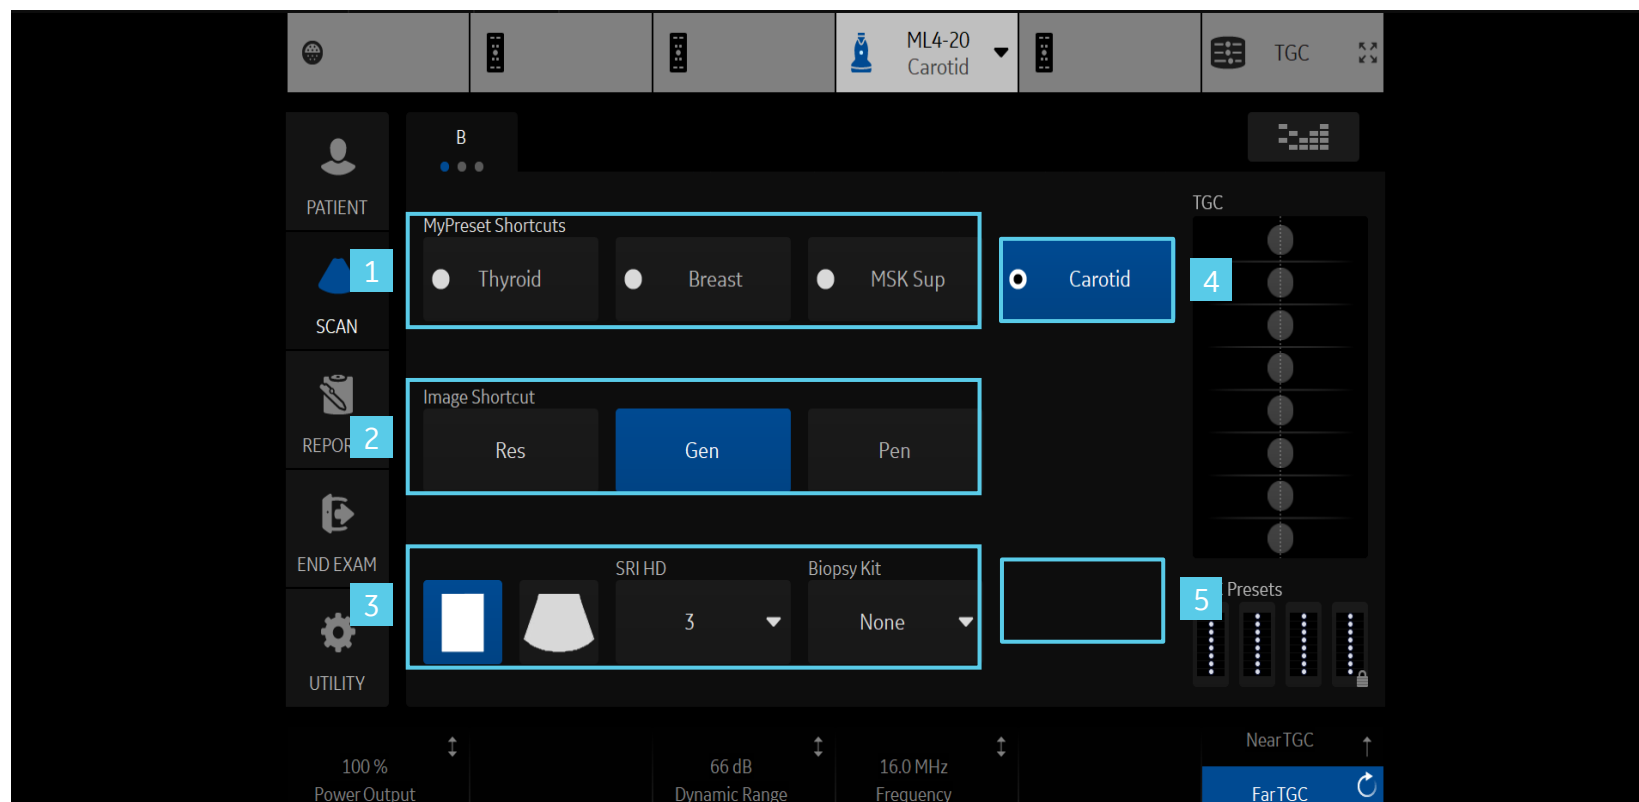 ML4-20
Carotid
TGC
B
PATIENT
TGC
MyPreset Shortcuts
1
Thyroid
Breast
MSK Sup
Carotid
4
SCAN
Image Shortcut
2
REPOR
Res
Gen
Pen
END EXAM
SRI HD
Biopsy Kit
3
5
Presets
3
None
UTILITY
Near TGC
100 %
66 dB
16.0 MHz
Power Output
Dynamic Range
Frequency
Far TGC